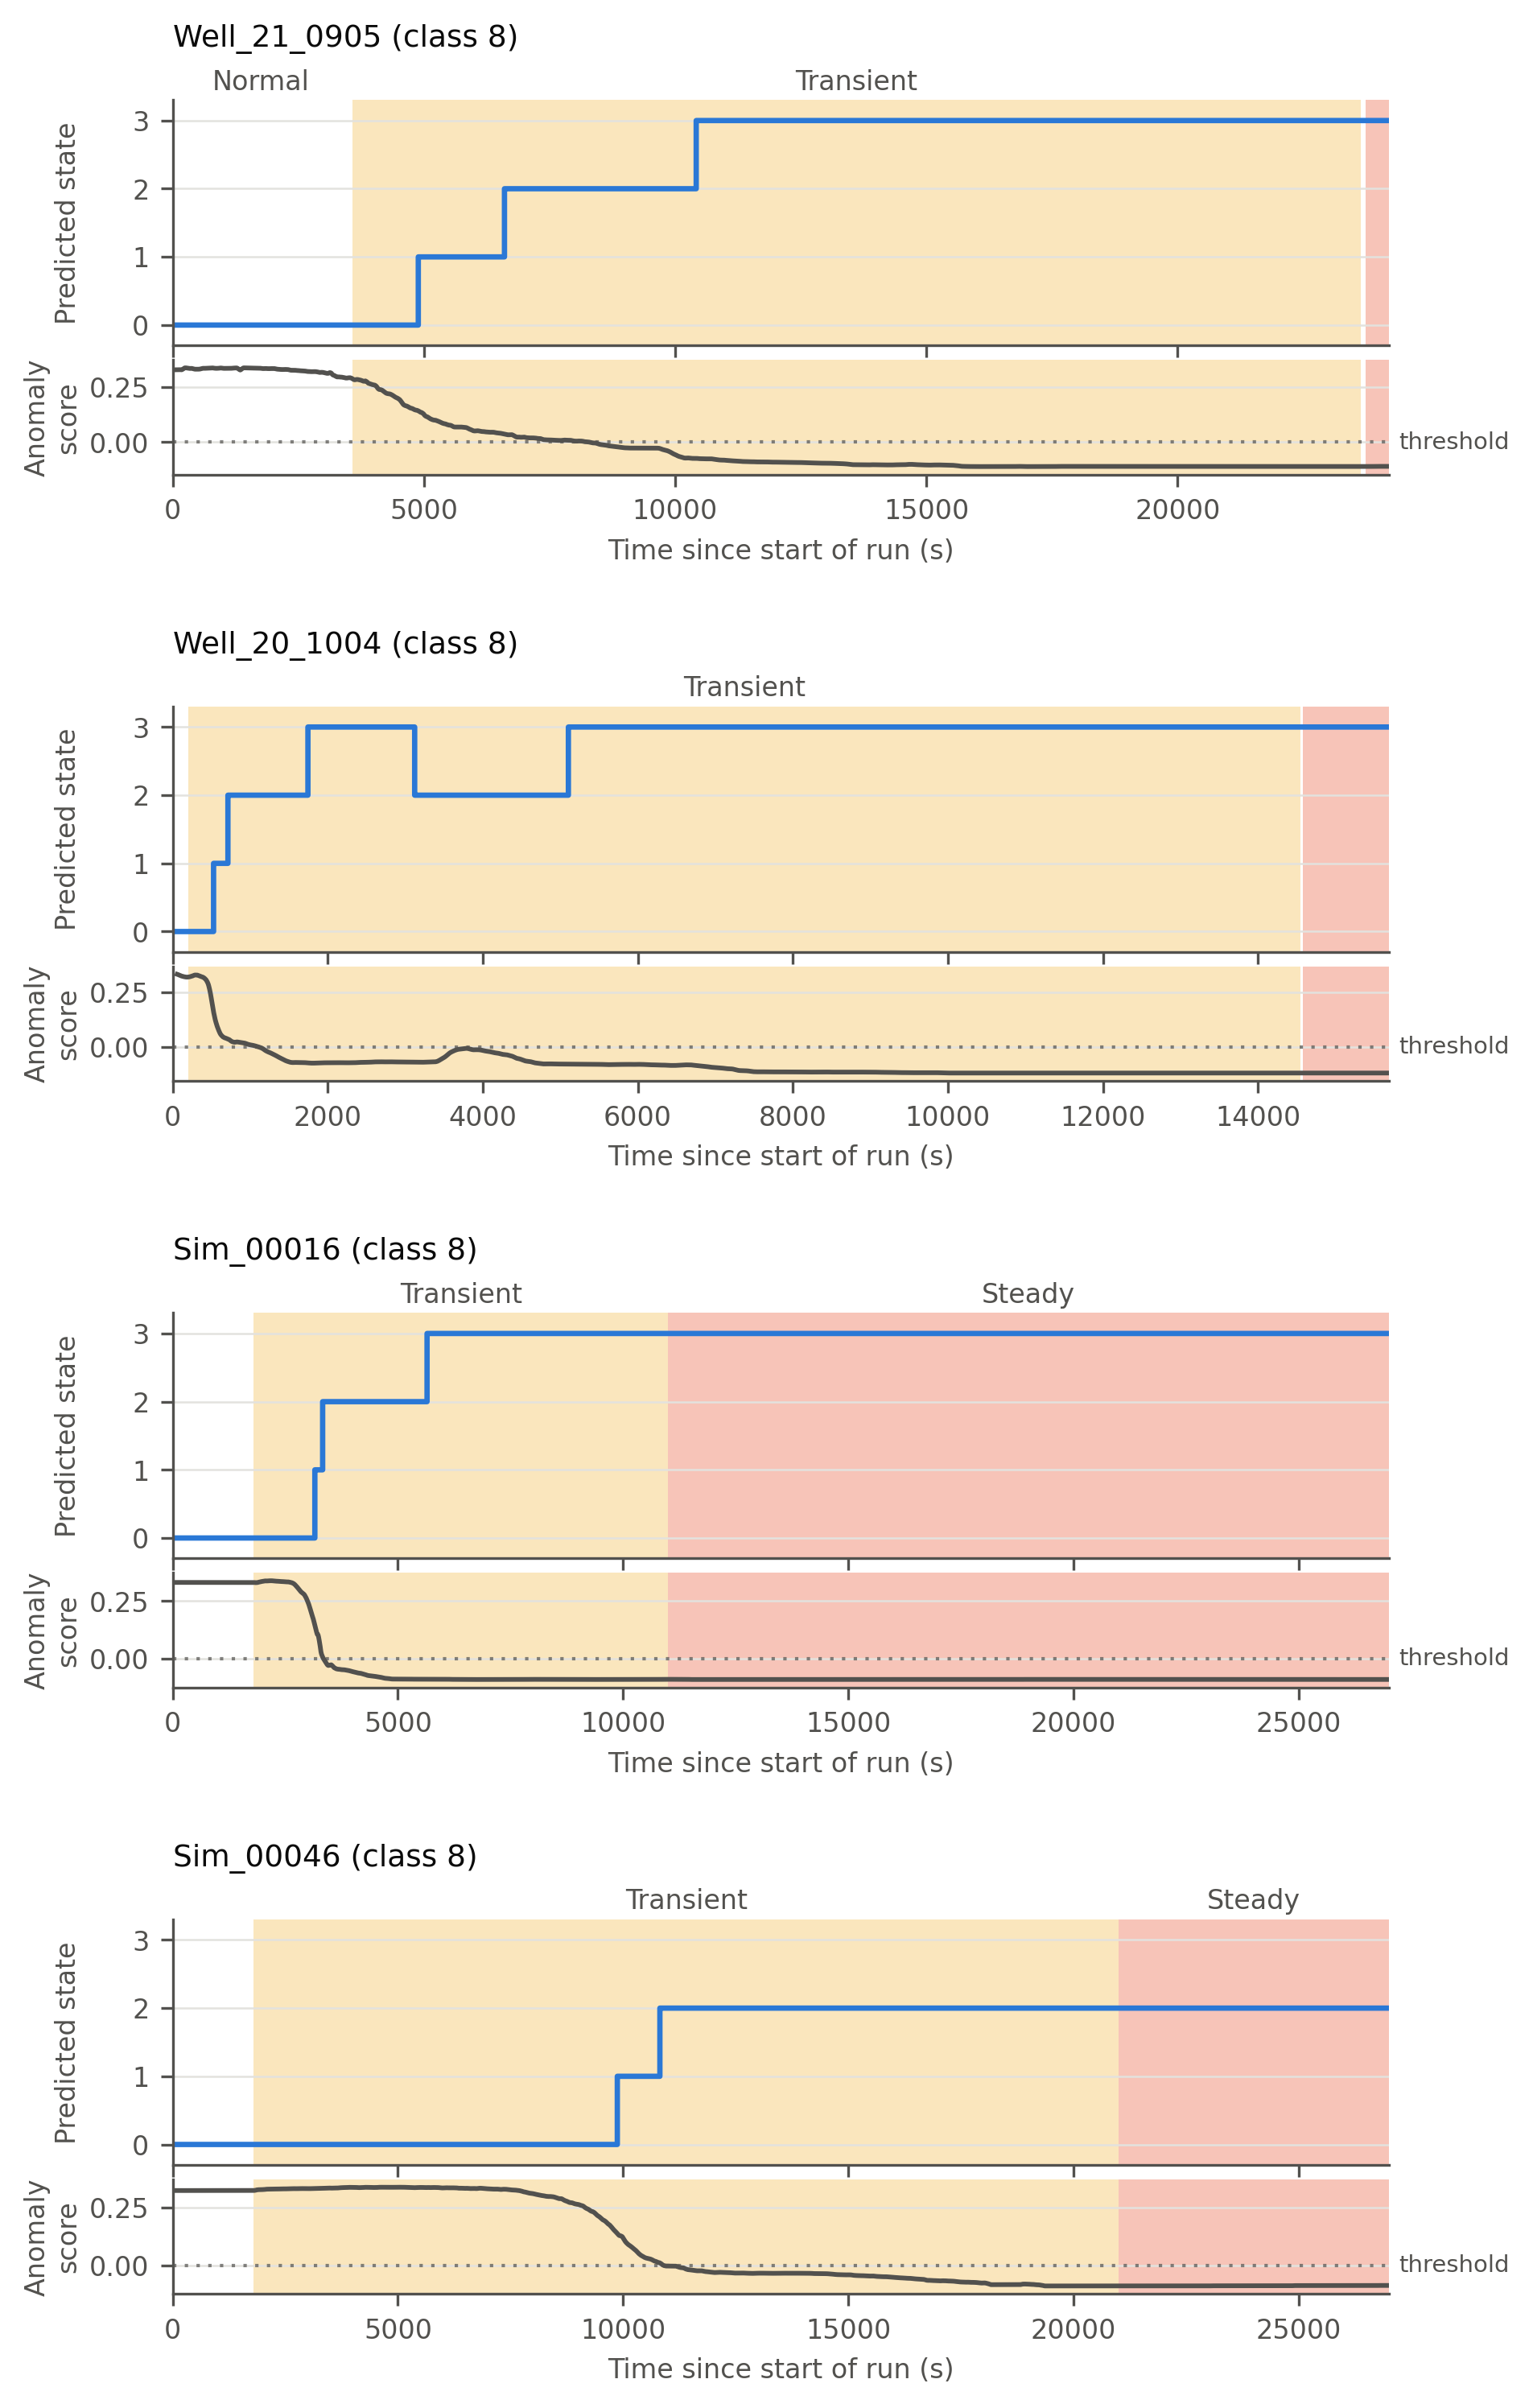 Well_21_0905 (class 8)
Normal
Transient
Predicted state
3
2
1
0
Anomaly
score
0.25
0.00
threshold
0
5000
10000
15000
20000
Time since start of run (s)
Well_20_1004 (class 8)
Transient
Predicted state
3
2
1
0
Anomaly
score
0.25
0.00
threshold
0
2000
4000
6000
8000
10000
12000
14000
Time since start of run (s)
Sim_00016 (class 8)
Transient
Steady
Predicted state
3
2
1
0
Anomaly
score
0.25
0.00
threshold
0
5000
10000
15000
20000
25000
Time since start of run (s)
Sim_00046 (class 8)
Transient
Steady
Predicted state
3
2
1
0
Anomaly
score
0.25
0.00
threshold
0
5000
10000
15000
20000
25000
Time since start of run (s)